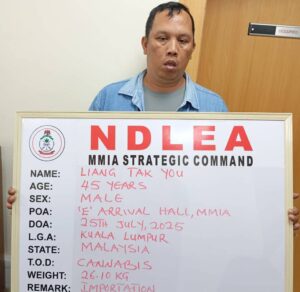 NDLEA
MMIA STRATEGIC COMMAND
NAME: LIANG TAK YOU
AGE: 45 YEARS
SEX: MALE
POA: 'E' ARRIVAL HALL, MMIA
DOA: 25TH JULY, 2025
L.G.A: KUALA LUMPUR
STATE: MALAYSIA
T.O.D: CANNABIS
WEIGHT: 26.10 KG
REMARK: IMPORTATION